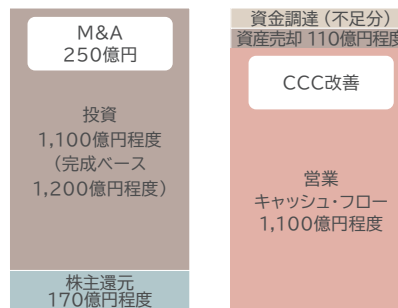 M&A
250億円
投資
1,100億円程度
(完成ベース
1,200億円程度)
株主還元
170億円程度
資金調達(不足分)
資産売却 110億円程度
CCC改善
営業
キャッシュ・フロー
1,100億円程度